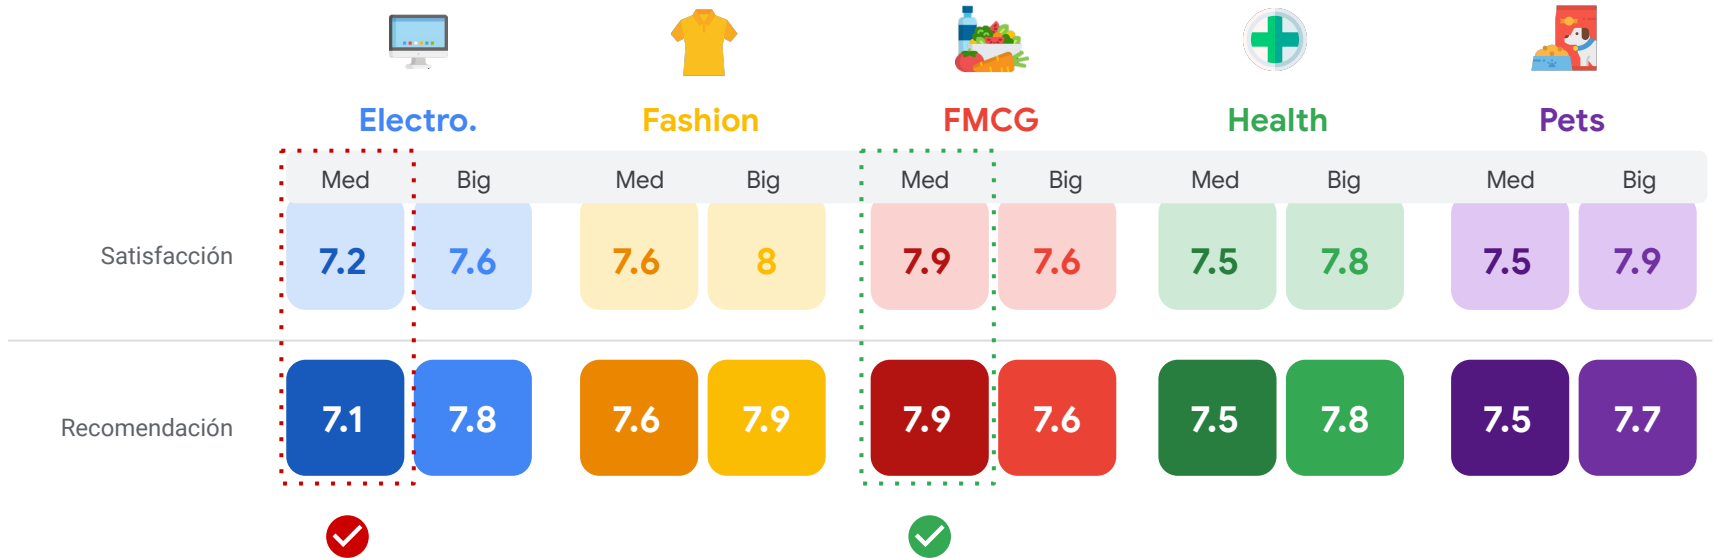 Electro. Fashion FMCG Health Pets
Med Big Med Big Med Big Med Big Med Big
Satisfacción 7.2 7.6 7.6 8 7.9 7.6 7.5 7.8 7.5 7.9
Recomendación 7.1 7.8 7.6 7.9 7.9 7.6 7.5 7.8 7.5 7.7